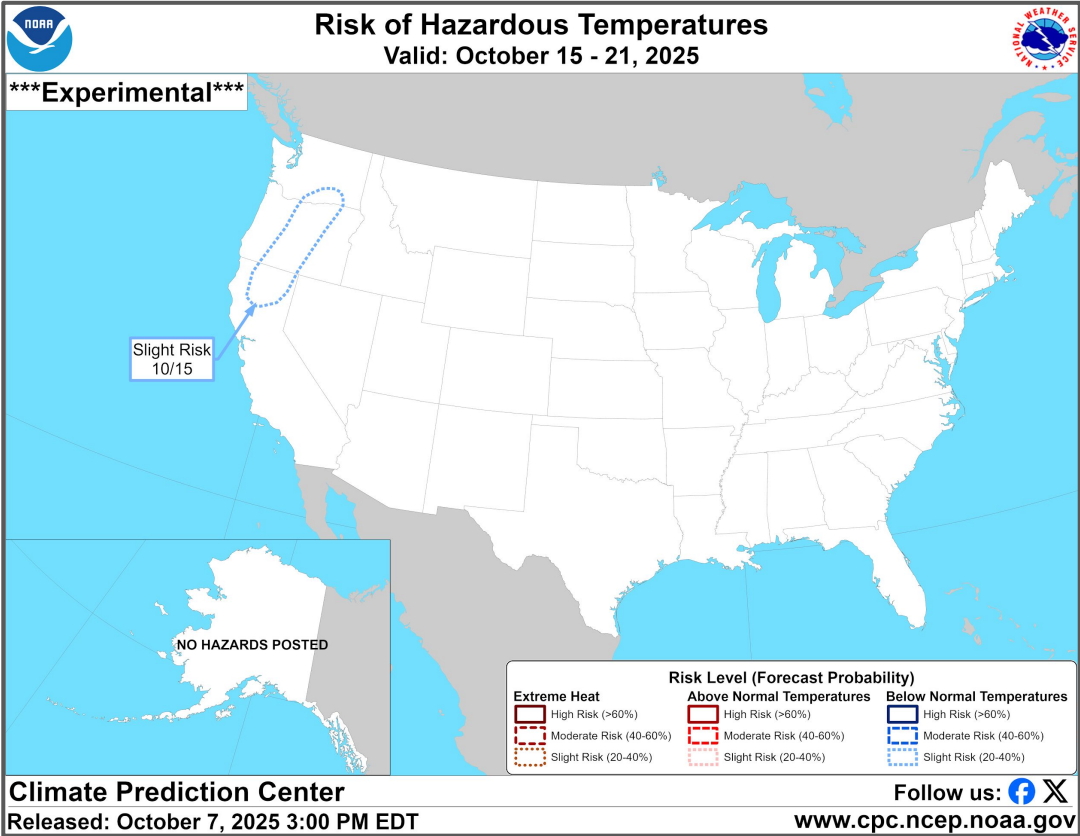 NOAA
Risk of Hazardous Temperatures
Valid: October 15 - 21, 2025
NATIONAL WEATHER SERVICE
***Experimental***
Slight Risk
10/15
NO HAZARDS POSTED
Risk Level (Forecast Probability)
Extreme Heat
High Risk (>60%)
Moderate Risk (40-60%)
Slight Risk (20-40%)
Above Normal Temperatures
High Risk (>60%)
Moderate Risk (40-60%)
Slight Risk (20-40%)
Below Normal Temperatures
High Risk (>60%)
Moderate Risk (40-60%)
Slight Risk (20-40%)
Climate Prediction Center
Follow us:
Released: October 7, 2025 3:00 PM EDT
www.cpc.ncep.noaa.gov